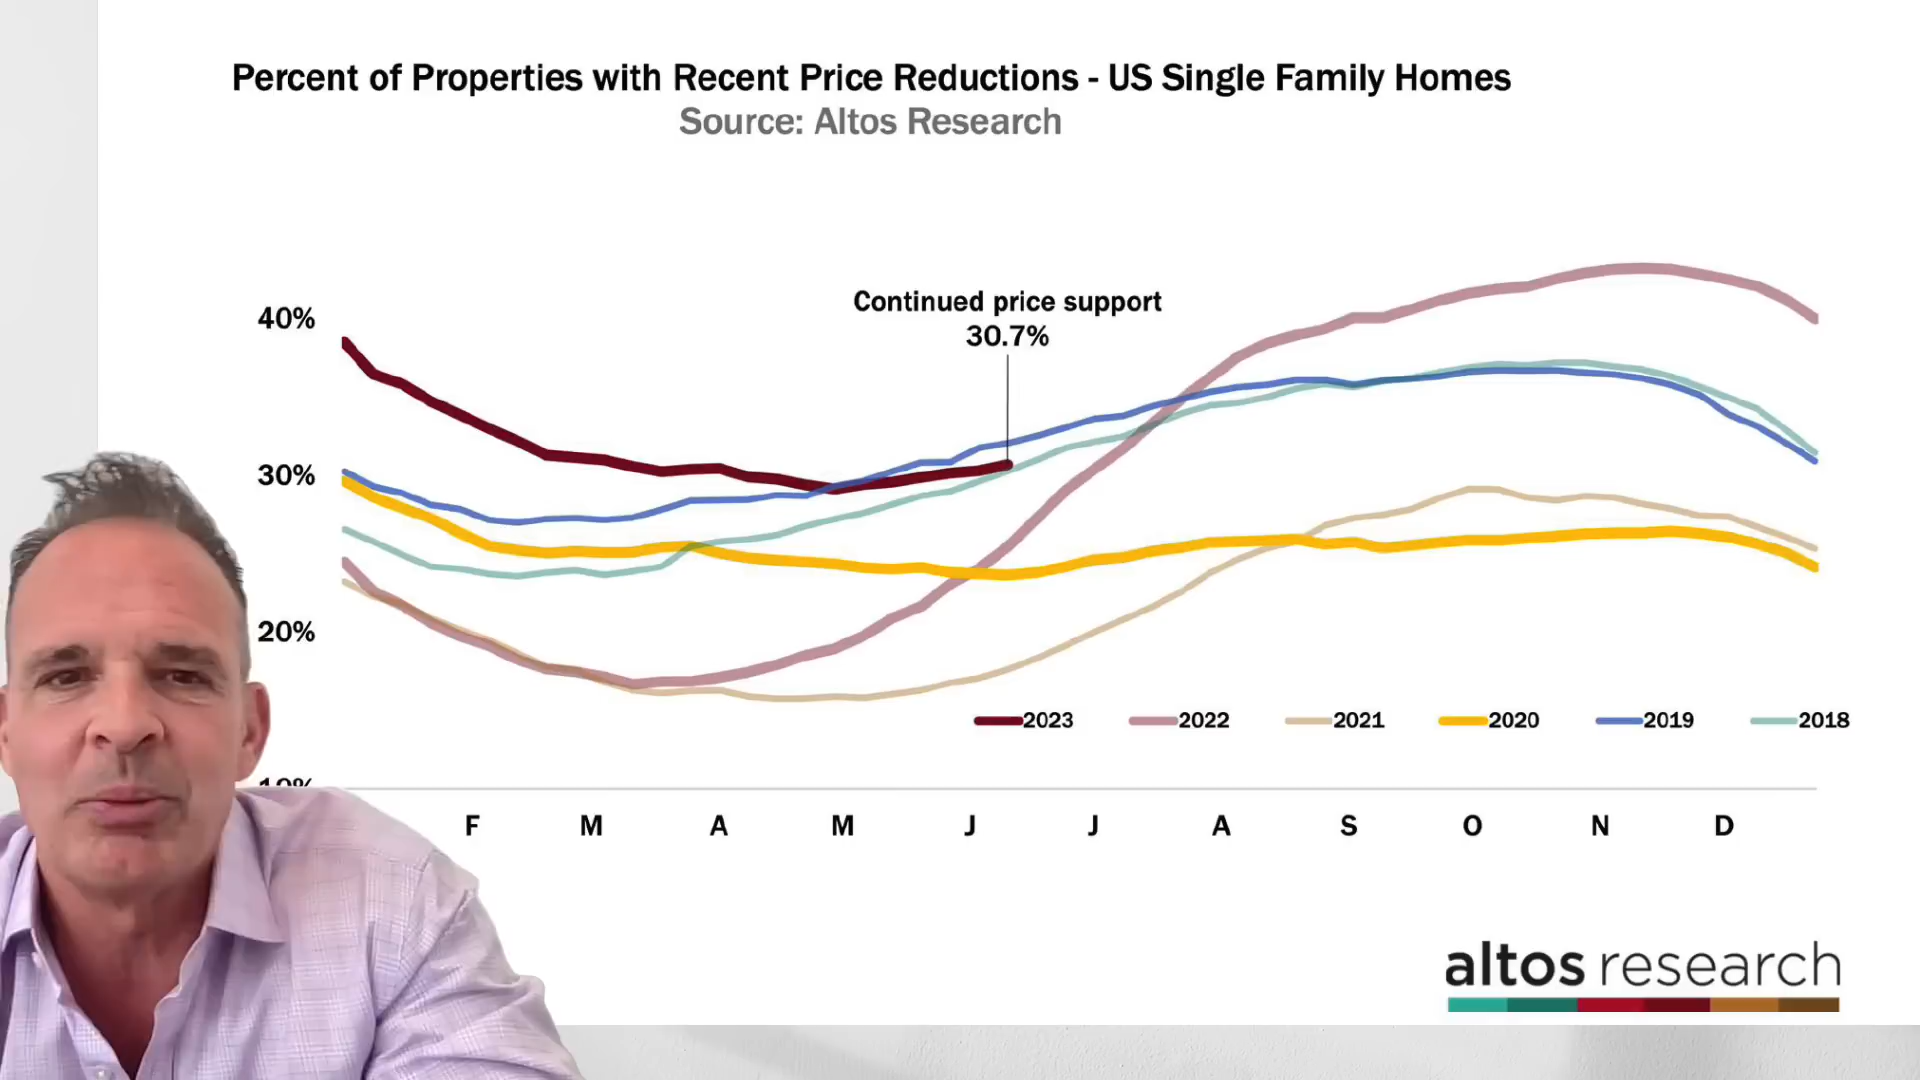 Percent of Properties with Recent Price Reductions - US Single Family Homes
Source: Altos Research
Continued price support
30.7%
40%
30%
20%
10%
2023 2022 2021 2020 2019 2018
F M A M J J A S O N D
altos research